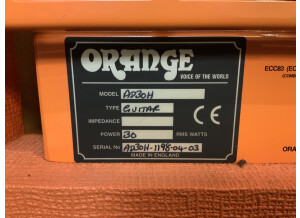 ORANGE
VOICE OF THE WORLD
MODEL AD30H
TYPE GUITAR
IMPEDANCE
POWER 30 RMS WATTS
SERIAL No AD30H-1198-04-03
MADE IN ENGLAND
CE
ECC83
ORA